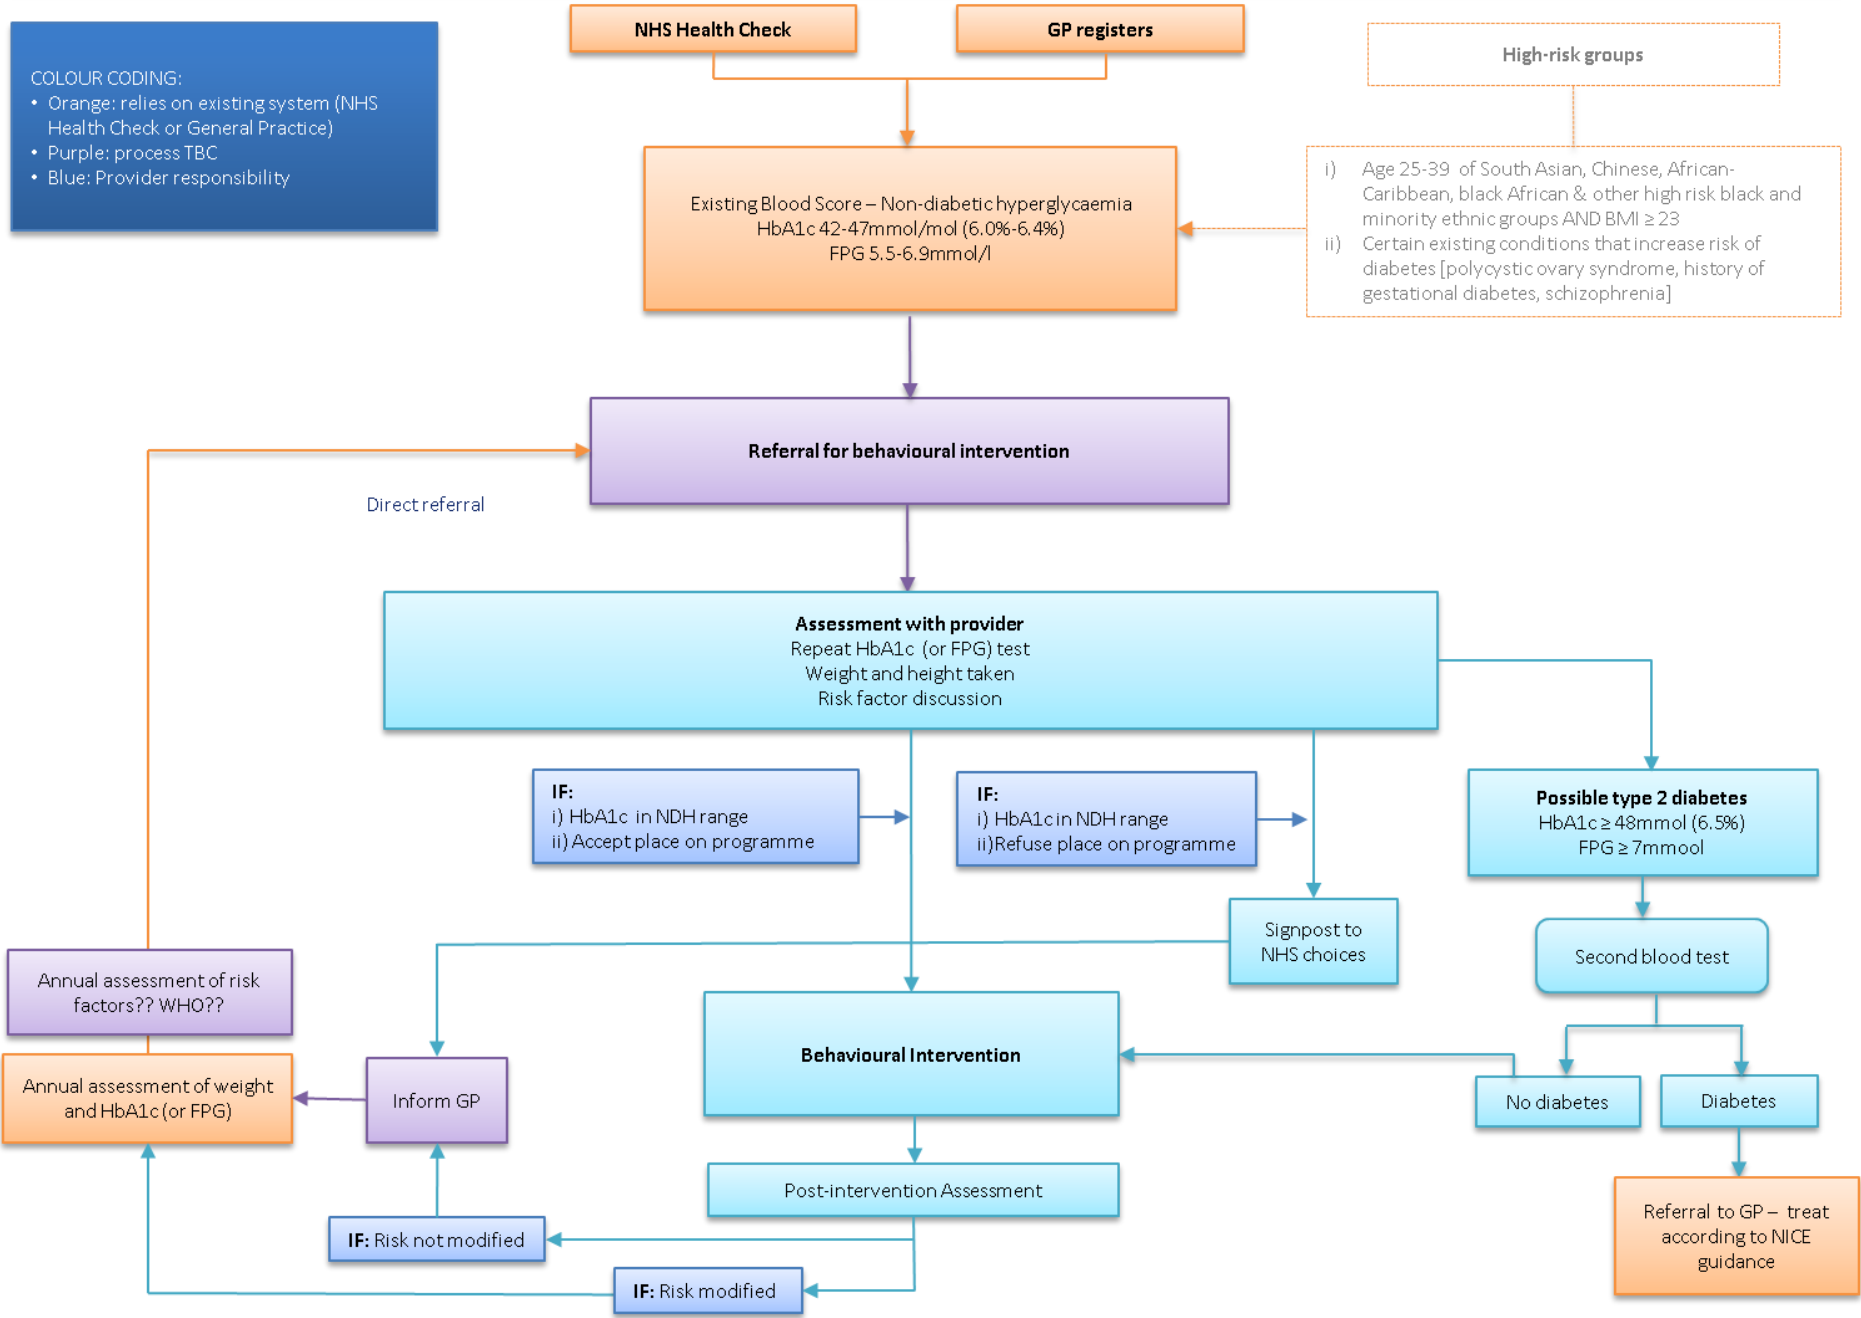 NHS Health Check
GP registers
High-risk groups
COLOUR CODING:
• Orange: relies on existing system (NHS
Health Check or General Practice)
• Purple: process TBC
• Blue: Provider responsibility
Existing Blood Score – Non-diabetic hyperglycaemia
HbA1c 42-47mmol/mol (6.0%-6.4%)
FPG 5.5-6.9mmol/l
i) Age 25-39 of South Asian, Chinese, African-
Caribbean, black African & other high risk black and
minority ethnic groups AND BMI ≥ 23
ii) Certain existing conditions that increase risk of
diabetes [polycystic ovary syndrome, history of
gestational diabetes, schizophrenia]
Referral for behavioural intervention
Direct referral
Assessment with provider
Repeat HbA1c (or FPG) test
Weight and height taken
Risk factor discussion
IF:
i) HbA1c in NDH range
ii) Accept place on programme
IF:
i) HbA1c in NDH range
ii)Refuse place on programme
Possible type 2 diabetes
HbA1c ≥ 48mmol (6.5%)
FPG ≥ 7mmool
Signpost to
NHS choices
Second blood test
Annual assessment of risk
factors?? WHO??
Behavioural Intervention
Annual assessment of weight
and HbA1c (or FPG)
Inform GP
No diabetes
Diabetes
Post-intervention Assessment
IF: Risk not modified
IF: Risk modified
Referral to GP – treat
according to NICE
guidance